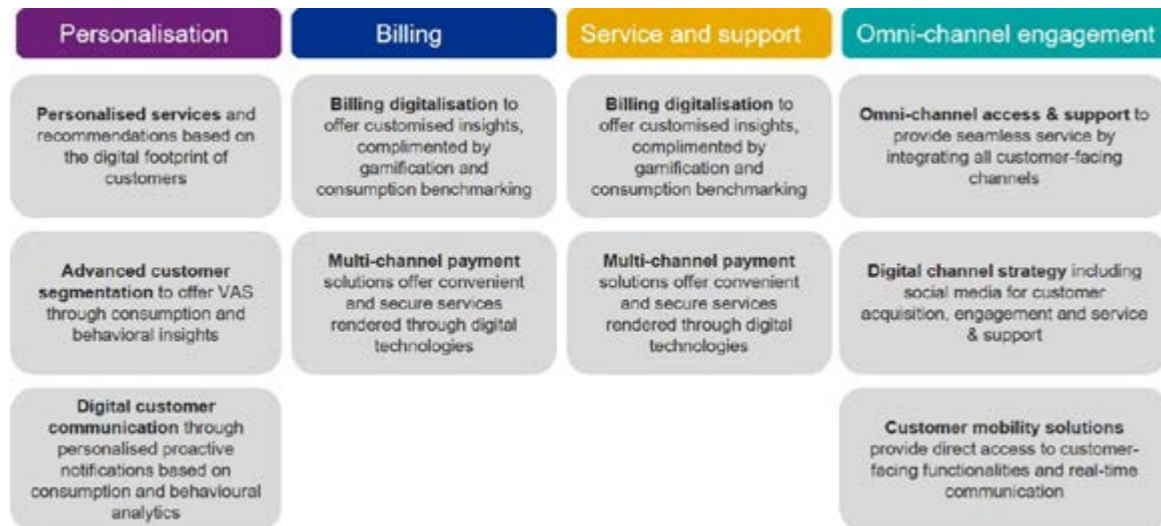 Personalisation
Personalised services and
recommendations based on
the digital footprint of
customers
Advanced customer
segmentation to offer VAS
through consumption and
behavioral insights
Digital customer
communication through
personalised proactive
notifications based on
consumption and behavioural
analytics
Billing
Billing digitalisation to
offer customised insights,
complimented by
gamification and
consumption benchmarking
Multi-channel payment
solutions offer convenient
and secure services
rendered through digital
technologies
Service and support
Billing digitalisation to
offer customised insights,
complimented by
gamification and
consumption benchmarking
Multi-channel payment
solutions offer convenient
and secure services
rendered through digital
technologies
Omni-channel engagement
Omni-channel access & support to
provide seamless service by
integrating all customer-facing
channels
Digital channel strategy including
social media for customer
acquisition, engagement and service
& support
Customer mobility solutions
provide direct access to customer-
facing functionalities and real-time
communication